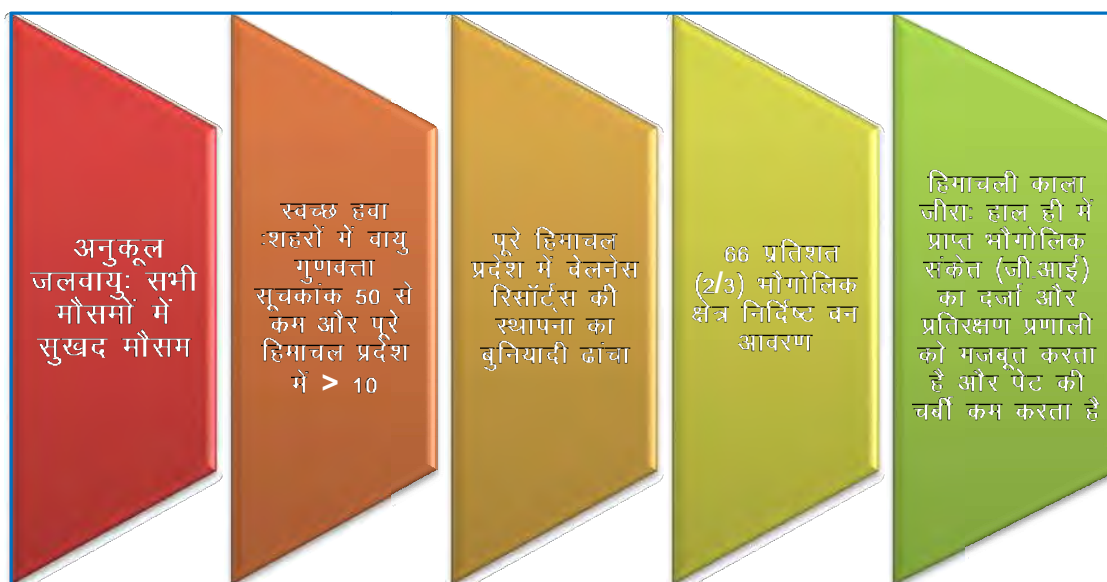 अनुकूल
जलवायु: सभी
मौसमों में
सुखद मौसम
स्वच्छ हवा
:शहरों में वायु
गुणवत्ता
सूचकांक 50 से
कम और पूरे
हिमाचल प्रदेश
में > 10
पूरे हिमाचल
प्रदेश में वेलनेस
रिसॉर्ट्स की
स्थापना का
बुनियादी ढांचा
66 प्रतिशत
(2/3) भौगोलिक
क्षेत्र निर्दिष्ट वन
आवरण
हिमाचली काला
जीरा: हाल ही में
प्राप्त भौगोलिक
संकेत (जी.आई)
का दर्जा और
प्रतिरक्षण प्रणाली
को मजबूत करता
है और पेट की
चर्बी कम करता है